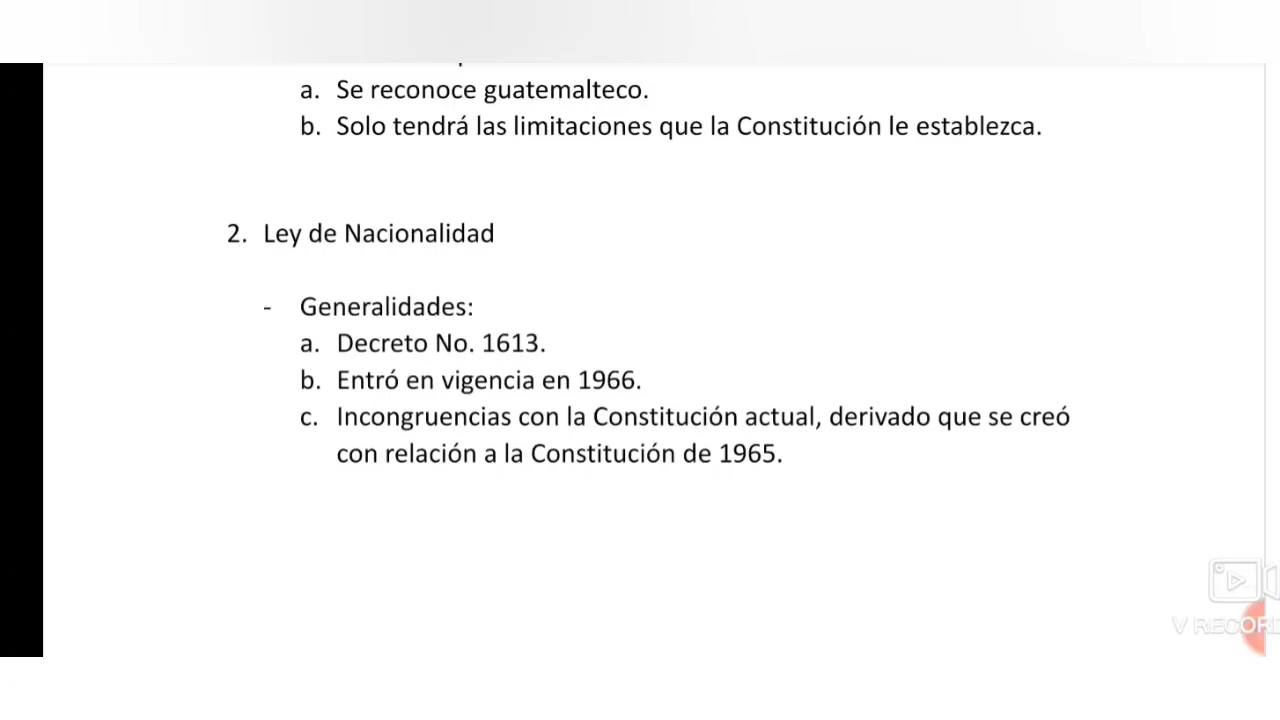 a. Se reconoce guatemalteco.
b. Solo tendrá las limitaciones que la Constitución le establezca.
2. Ley de Nacionalidad
- Generalidades:
a. Decreto No. 1613.
b. Entró en vigencia en 1966.
c. Incongruencias con la Constitución actual, derivado que se creó
con relación a la Constitución de 1965.
V RECORD